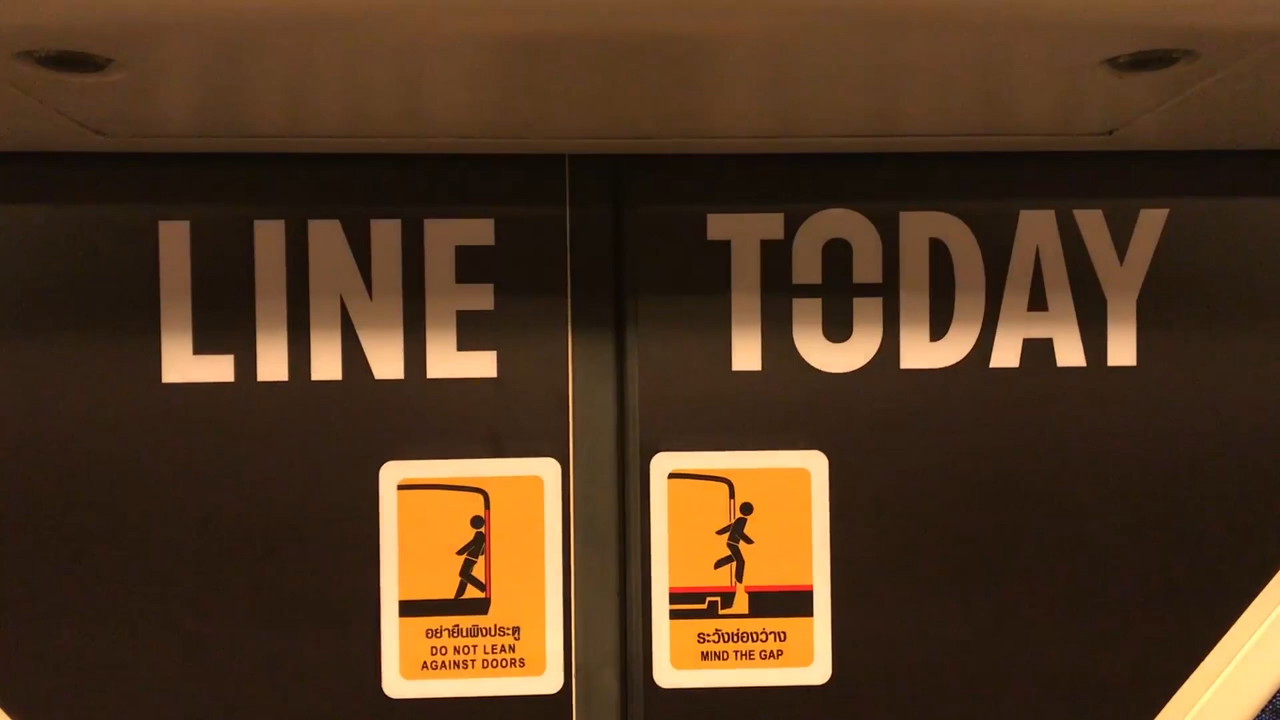 LINE TODAY
อย่ายืนพิงประตู
DO NOT LEAN
AGAINST DOORS
ระวังช่องว่าง
MIND THE GAP